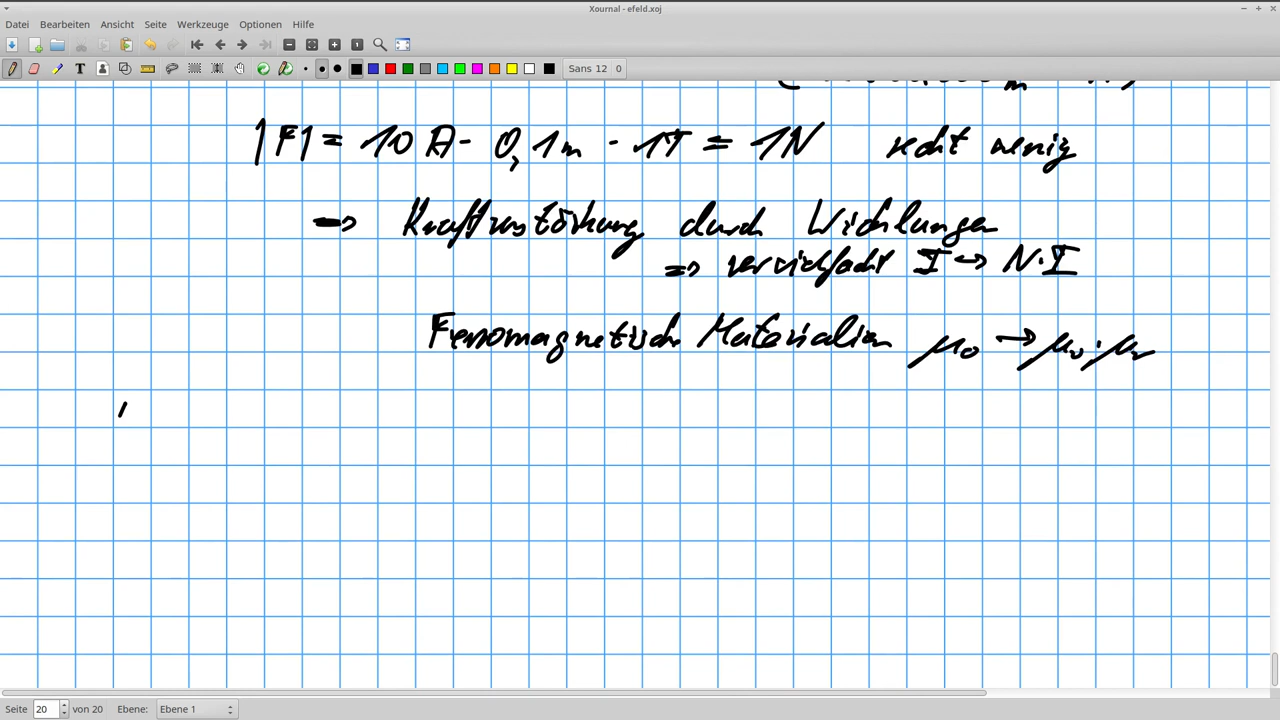 Xournal - efeld.xoj
Datei Bearbeiten Ansicht Seite Werkzeuge Optionen Hilfe
Sans 12 0
|F| = 10 A · 0,1m · 1T = 1N recht wenig
=> Kraftverstärkung durch Wicklungen
=> vervielfacht I → N·I
Ferromagnetische Materialien μ0 → μ0·μr
Seite 20 von 20 Ebene: Ebene 1